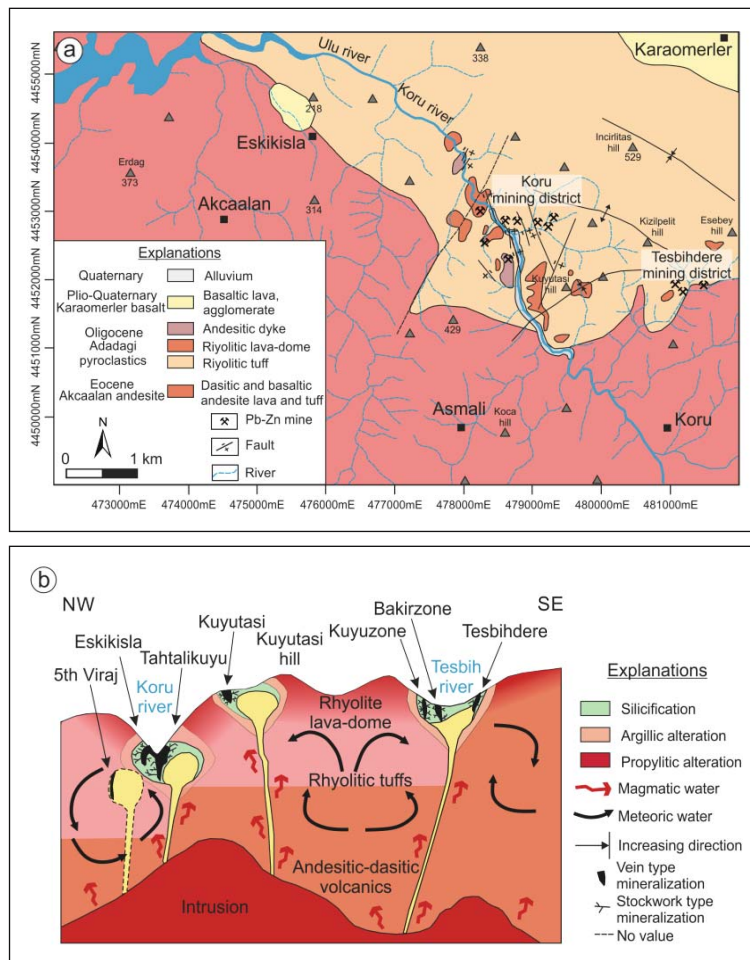 a
Ulu river
Koru river
338
Karaomerler
218
Eskikisla
Erdag
373
Akcaalan
314
Incirlitas
hill
529
Koru
mining district
Kizilpelit
hill
Esebey
hill
Tesbihdere
mining district
Kuyutasi
hill
429
Asmali
Koca
hill
Koru
4455000mN
4454000mN
4453000mN
4452000mN
4451000mN
4450000mN
473000mE
474000mE
475000mE
476000mE
477000mE
478000mE
479000mE
480000mE
481000mE
Explanations
Quaternary
Alluvium
Plio-Quaternary
Karaomerler basalt
Basaltic lava,
agglomerate
Oligocene
Adadagi
pyroclastics
Andesitic dyke
Riyolitic lava-dome
Riyolitic tuff
Eocene
Akcaalan andesite
Dasitic and basaltic
andesite lava and tuff
N
0 1 km
Pb-Zn mine
Fault
River
b
NW
SE
5th Viraj
Eskikisla
Koru
river
Tahtalikuyu
Kuyutasi
Kuyutasi
hill
Kuyuzone
Bakirzone
Tesbih
river
Tesbihdere
Rhyolite
lava-dome
Rhyolitic tuffs
Andesitic-dasitic
volcanics
Intrusion
Explanations
Silicification
Argillic alteration
Propylitic alteration
Magmatic water
Meteoric water
Increasing direction
Vein type
mineralization
Stockwork type
mineralization
No value